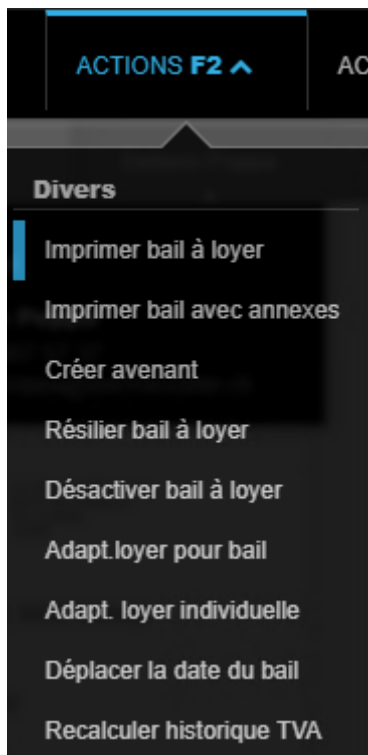 ACTIONS F2 AC
Divers
Imprimer bail à loyer
Imprimer bail avec annexes
Créer avenant
Résilier bail à loyer
Désactiver bail à loyer
Adapt.loyer pour bail
Adapt. loyer individuelle
Déplacer la date du bail
Recalculer historique TVA